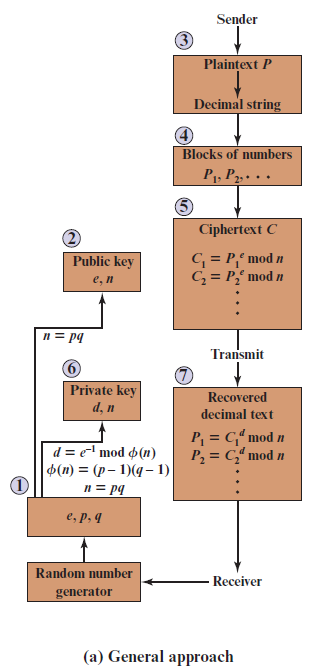 Sender
3
Plaintext P
Decimal string
4
Blocks of numbers
P₁, P₂, . . .
5
Ciphertext C
C₁ = P₁ᵉ mod n
C₂ = P₂ᵉ mod n
.
.
.
2
Public key
e, n
n = pq
Transmit
6
Private key
d, n
d = e⁻¹ mod ϕ(n)
ϕ(n) = (p – 1)(q – 1)
n = pq
7
Recovered
decimal text
P₁ = C₁ᵈ mod n
P₂ = C₂ᵈ mod n
.
.
.
1
e, p, q
Random number
generator
Receiver
(a) General approach